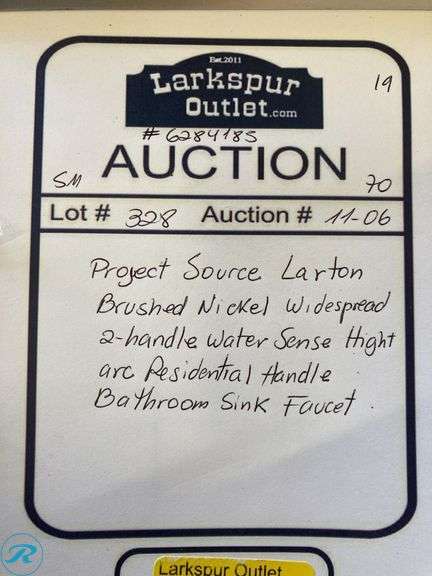 Est.2011
Larkspur
Outlet.com
19
# 6284185
AUCTION
SM
70
Lot # 328 Auction # 11-06
Project Source Larton
Brushed Nickel Widespread
2-handle Water Sense Hight
arc Residential Handle
Bathroom Sink Faucet.
R
Larkspur Outlet